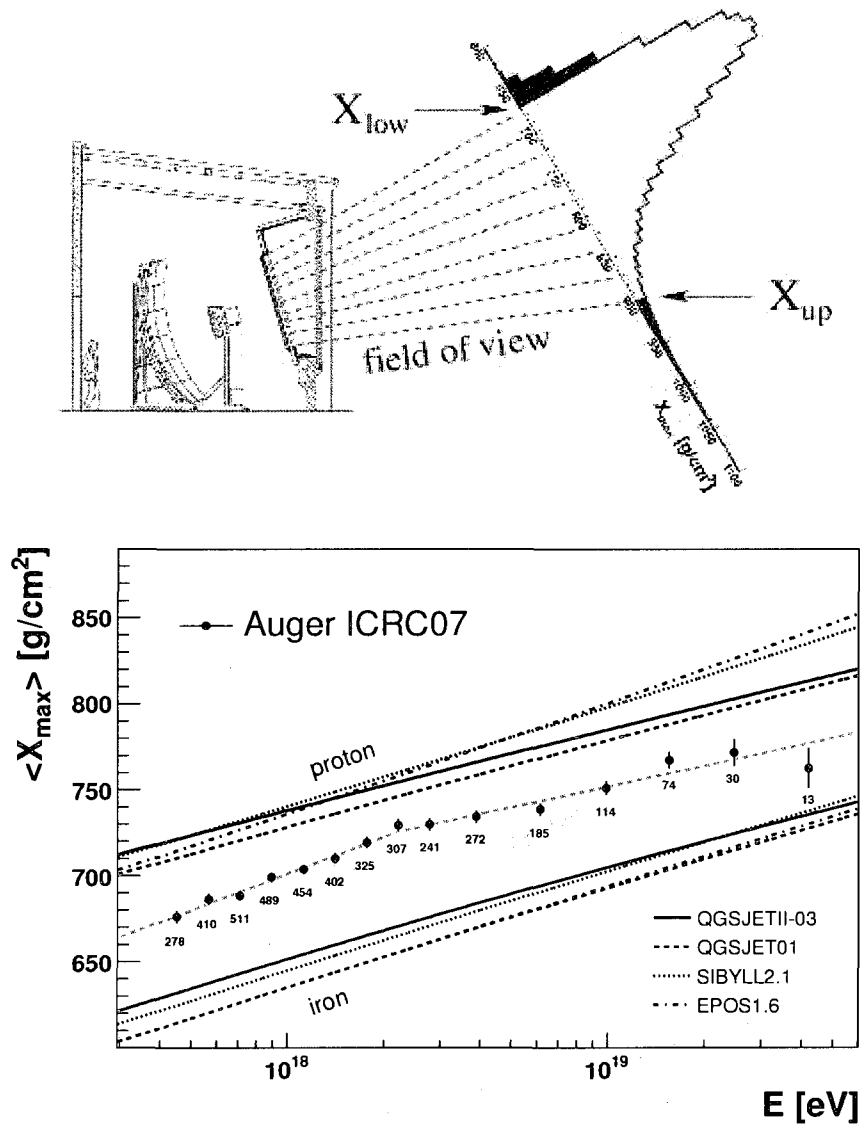 X_low
X_up
field of view
X_max [g/cm²]
<X_max> [g/cm²]
850
800
750
700
650
Auger ICRC07
proton
iron
278
410
511
489
454
402
325
307
241
272
185
114
74
30
13
QGSJETII-03
QGSJET01
SIBYLL2.1
EPOS1.6
10¹⁸
10¹⁹
E [eV]